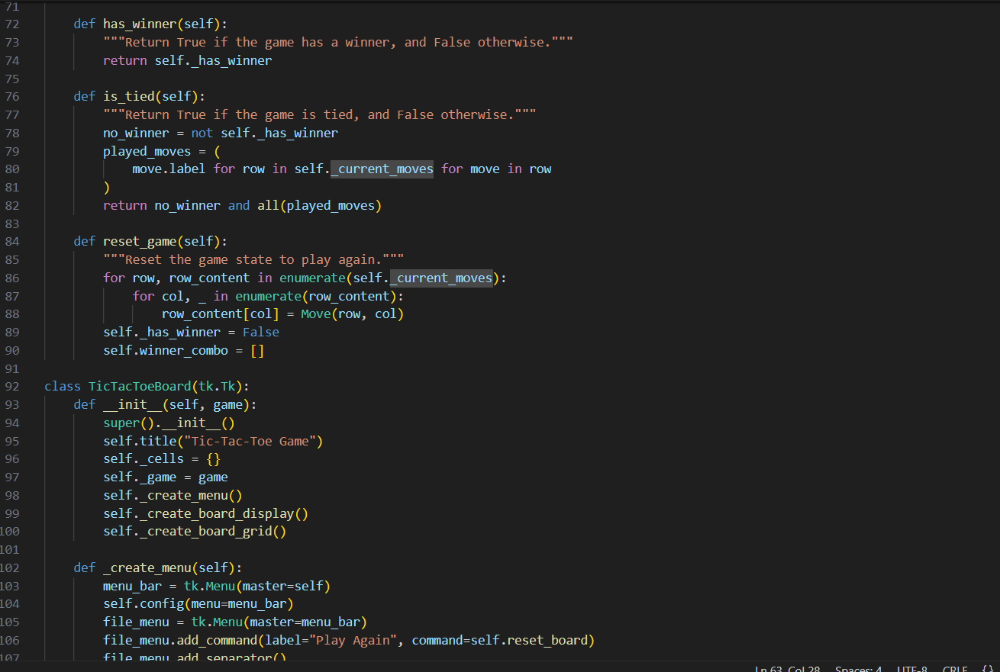 71
72 def has_winner(self):
73 """Return True if the game has a winner, and False otherwise."""
74 return self._has_winner
75
76 def is_tied(self):
77 """Return True if the game is tied, and False otherwise."""
78 no_winner = not self._has_winner
79 played_moves = (
80 move.label for row in self._current_moves for move in row
81 )
82 return no_winner and all(played_moves)
83
84 def reset_game(self):
85 """Reset the game state to play again."""
86 for row, row_content in enumerate(self._current_moves):
87 for col, _ in enumerate(row_content):
88 row_content[col] = Move(row, col)
89 self._has_winner = False
90 self.winner_combo = []
91
92 class TicTacToeBoard(tk.Tk):
93 def __init__(self, game):
94 super().__init__()
95 self.title("Tic-Tac-Toe Game")
96 self._cells = {}
97 self._game = game
98 self._create_menu()
99 self._create_board_display()
100 self._create_board_grid()
101
102 def _create_menu(self):
103 menu_bar = tk.Menu(master=self)
104 self.config(menu=menu_bar)
105 file_menu = tk.Menu(master=menu_bar)
106 file_menu.add_command(label="Play Again", command=self.reset_board)
107 file_menu.add_separator()
Ln 63, Col 28 Spaces: 4 UTF-8 CRLF {}